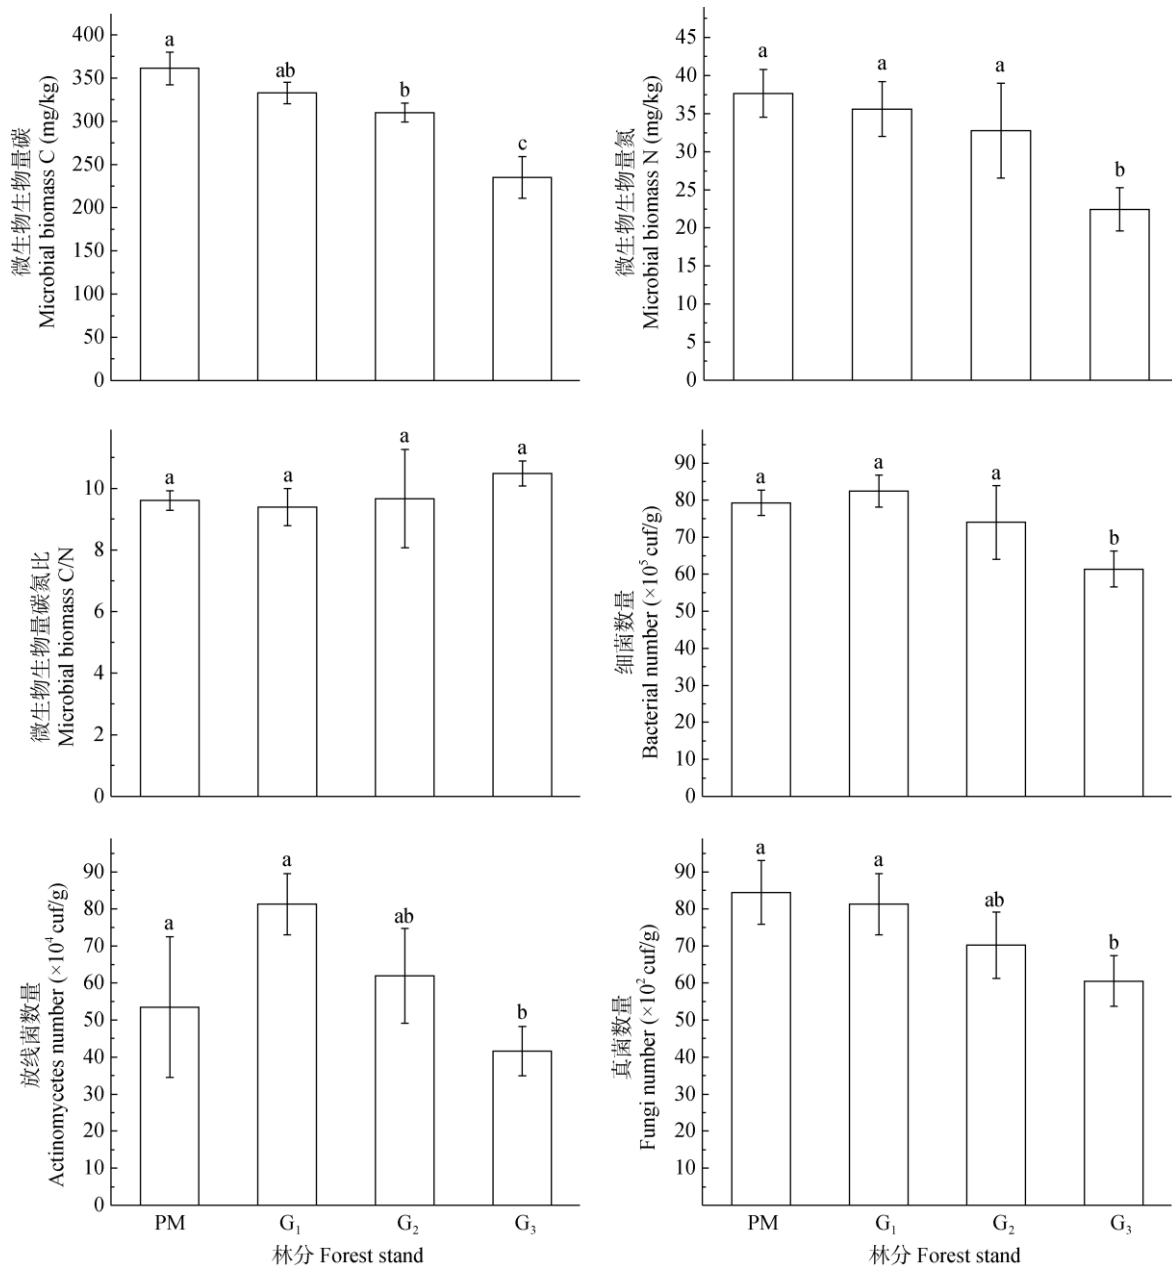 微生物生物量碳
Microbial biomass C (mg/kg)
400
350
300
250
200
150
100
50
0
a
ab
b
c
微生物生物量氮
Microbial biomass N (mg/kg)
45
40
35
30
25
20
15
10
5
0
a
a
a
b
微生物生物量碳氮比
Microbial biomass C/N
10
8
6
4
2
0
a
a
a
a
细菌数量
Bacterial number (×10⁵ cuf/g)
90
80
70
60
50
40
30
20
10
0
a
a
a
b
放线菌数量
Actinomycetes number (×10⁴ cuf/g)
90
80
70
60
50
40
30
20
10
0
a
a
ab
b
PM G₁ G₂ G₃
林分 Forest stand
真菌数量
Fungi number (×10² cuf/g)
90
80
70
60
50
40
30
20
10
a
a
ab
b
PM G₁ G₂ G₃
林分 Forest stand